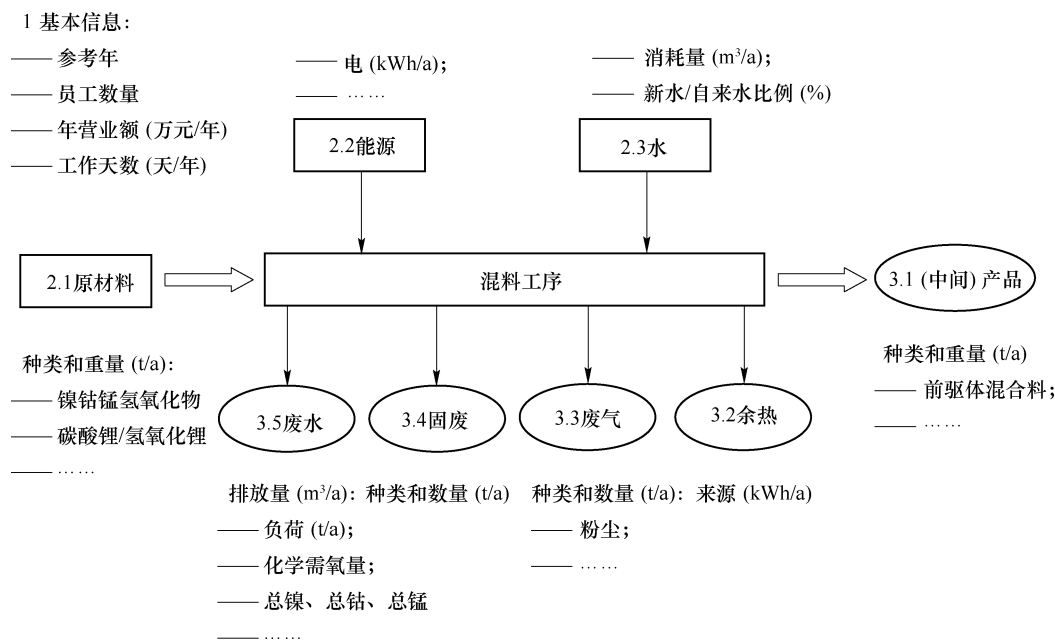 1 基本信息：
—— 参考年
—— 员工数量
—— 年营业额 (万元/年)
—— 工作天数 (天/年)
—— 电 (kWh/a)；
—— ……
—— 消耗量 (m³/a)；
—— 新水/自来水比例 (%)
2.2能源
2.3水
2.1原材料
混料工序
3.1 (中间) 产品
种类和重量 (t/a)：
—— 镍钴锰氢氧化物
—— 碳酸锂/氢氧化锂
—— ……
种类和重量 (t/a)
—— 前驱体混合料；
—— ……
3.5废水
3.4固废
3.3废气
3.2余热
排放量 (m³/a)：种类和数量 (t/a)
—— 负荷 (t/a)；
—— 化学需氧量；
—— 总镍、总钴、总锰
—— ……
种类和数量 (t/a)：来源 (kWh/a)
—— 粉尘；
—— ……